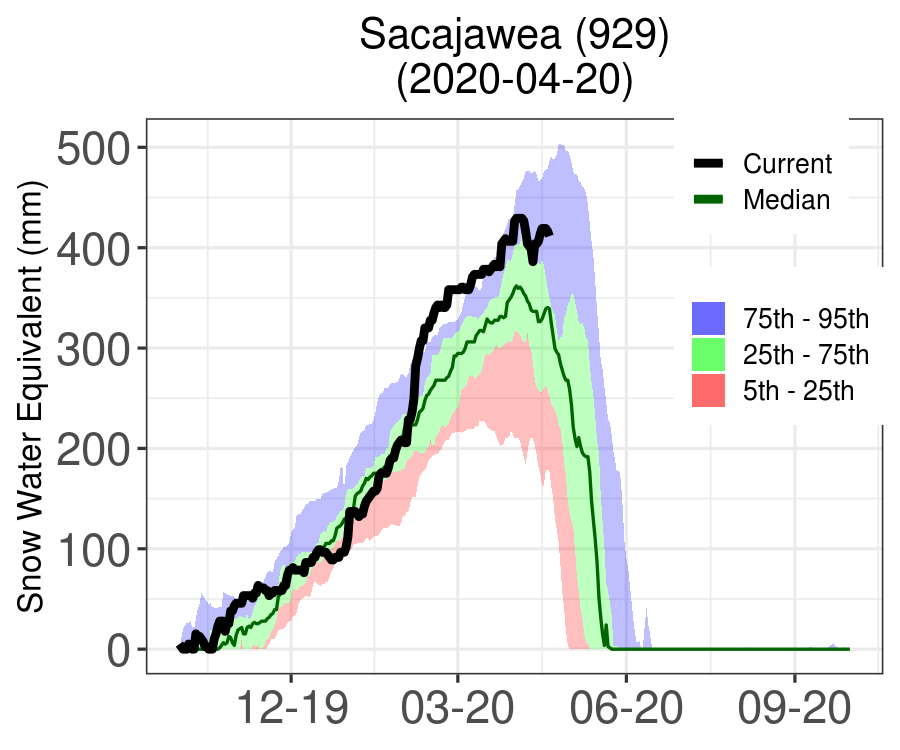 Sacajawea (929)
(2020-04-20)
Snow Water Equivalent (mm)
500
400
300
200
100
0
12-19
03-20
06-20
09-20
Current
Median
75th - 95th
25th - 75th
5th - 25th